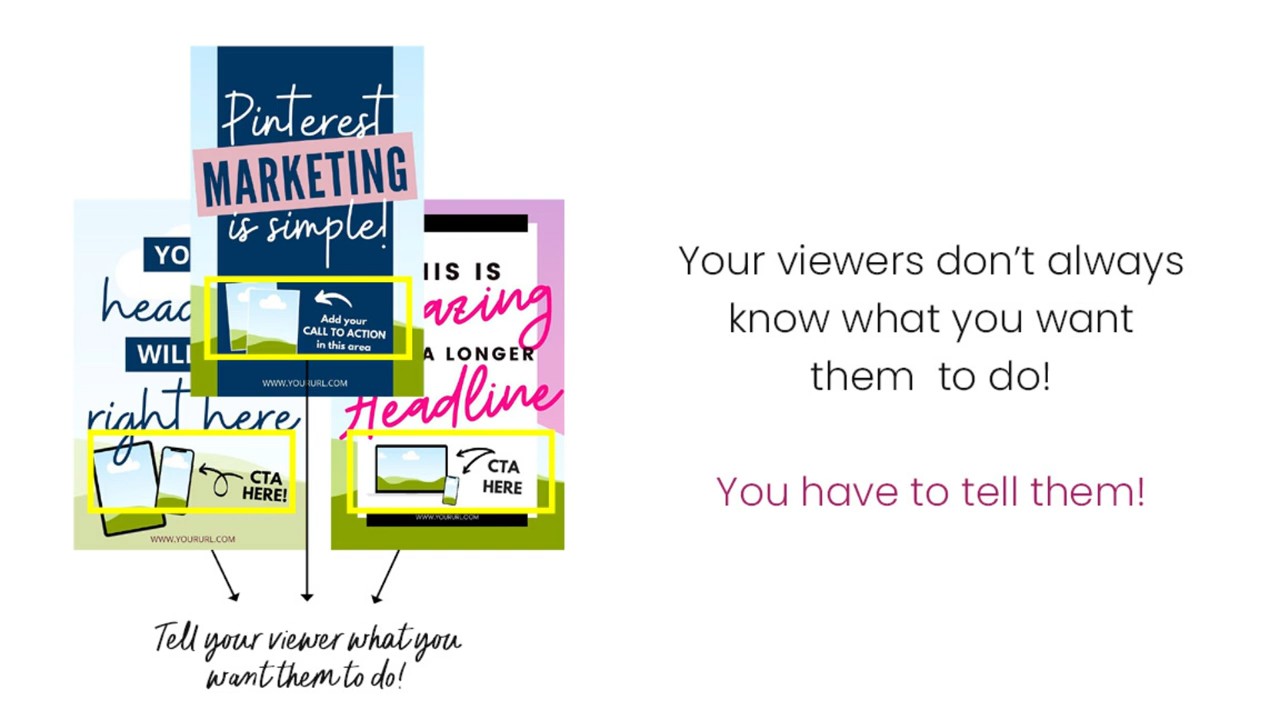 Pinterest
MARKETING
is simple!
Add your
CALL TO ACTION
in this area
WWW.YOURURL.COM
YO
head
WILL
right here
CTA
HERE!
WWW.YOURURL.COM
HIS IS
azing
A LONGER
Headline
CTA
HERE
WWW.YOURURL.COM
Tell your viewer what you
want them to do!
Your viewers don’t always
know what you want
them to do!
You have to tell them!